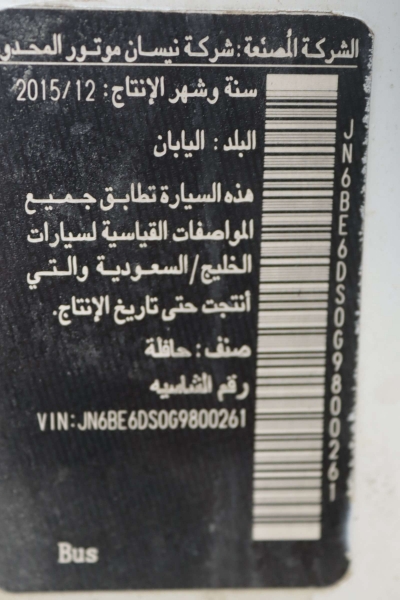 الشركة المصنعة: شركة نيسان موتور المحدو
سنة وشهر الإنتاج: 2015/12
البلد: اليابان
هذه السيارة تطابق جميع
المواصفات القياسية لسيارات
الخليج/السعودية والتي
أنتجت حتى تاريخ الإنتاج.
صنف: حافلة
رقم الشاسيه
VIN:JN6BE6DS0G9800261
Bus
JN6BE6DS0G9800261